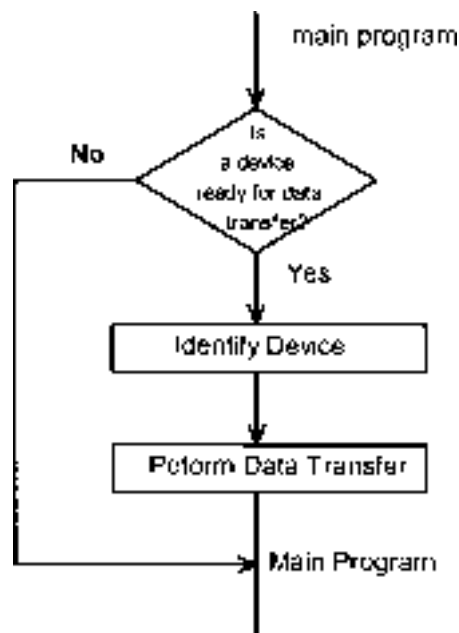 main program
Is
a device
ready for data
transfer?
No
Yes
Identify Device
Peform Data Transfer
Main Program